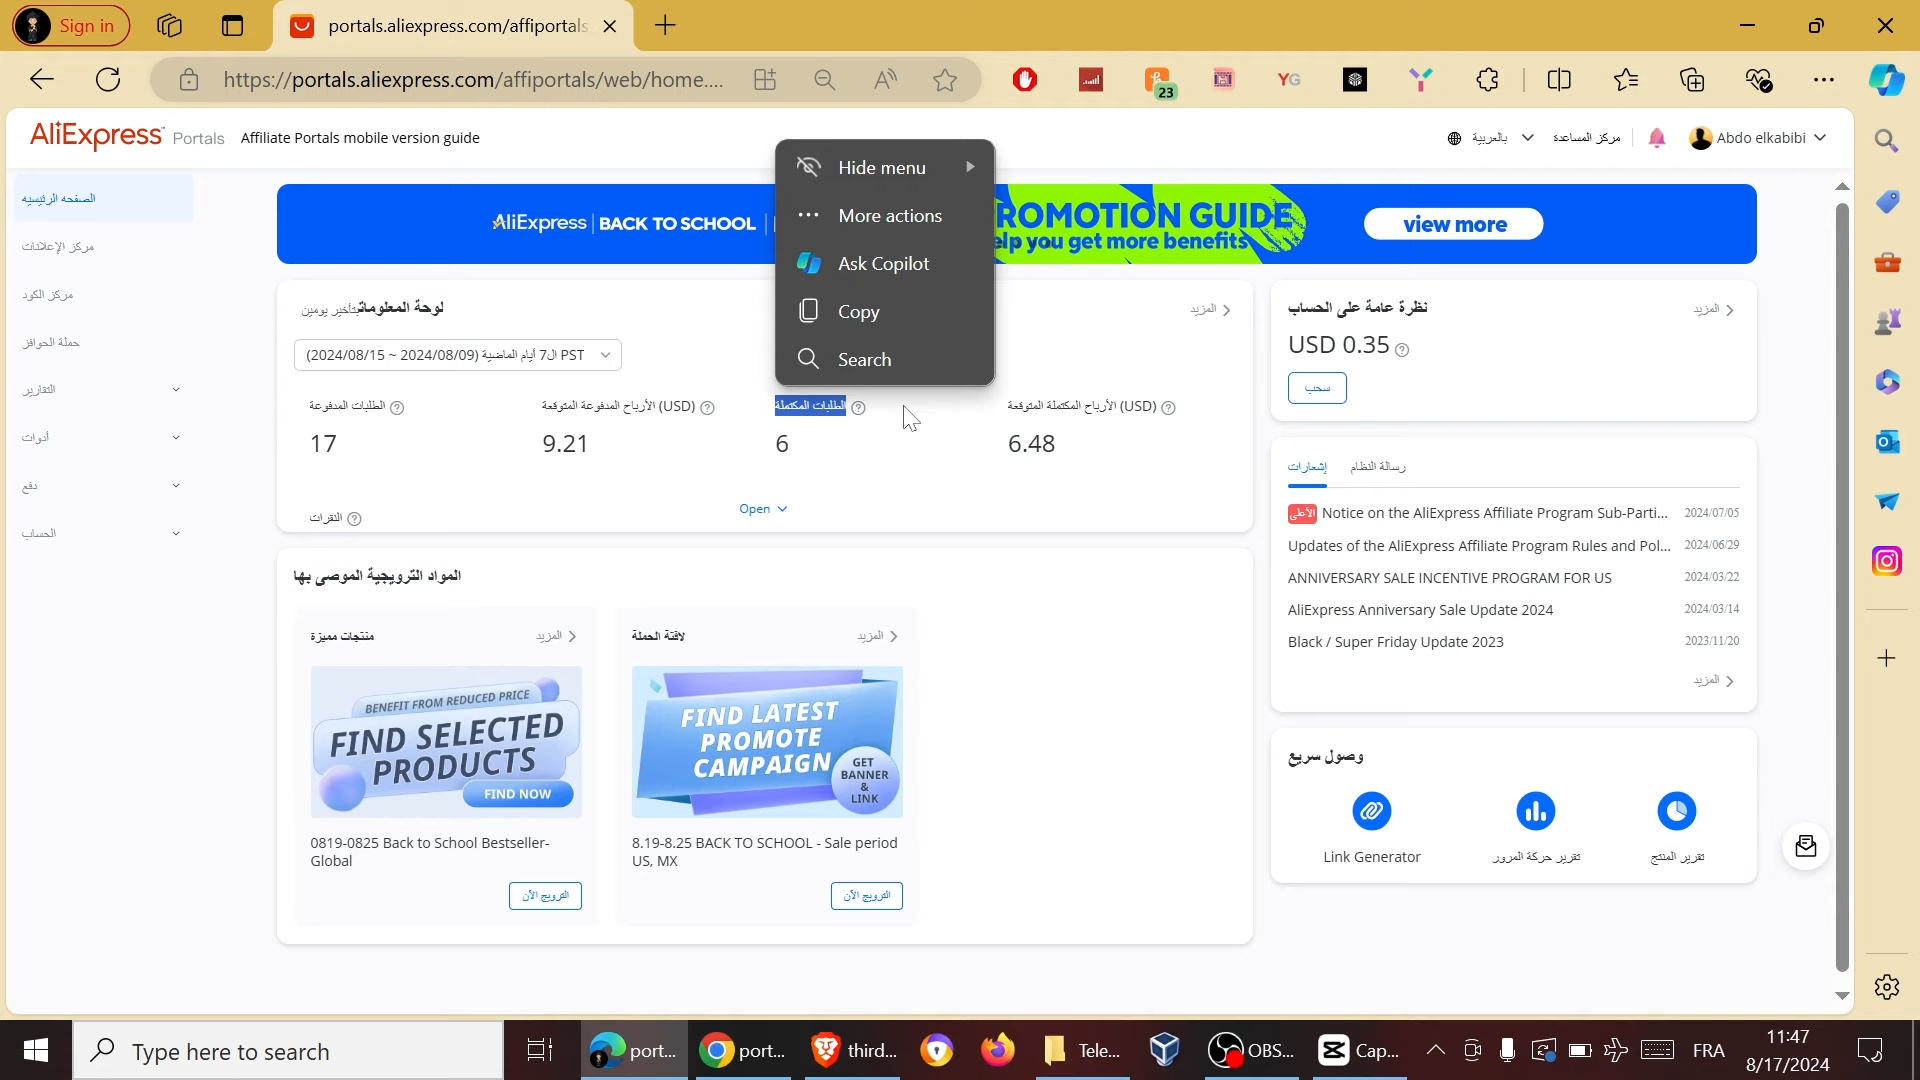 Sign in
portals.aliexpress.com/affiportals
https://portals.aliexpress.com/affiportals/web/home....
23
YG
AliExpress Portals
Affiliate Portals mobile version guide
بالعربية
مركز المساعدة
Abdo elkabibi
الصفحه الرئيسيه
مركز الإعلانات
مركز الكود
حملة الحوافز
التقارير
أدوات
دفع
الحساب
AliExpress | BACK TO SCHOOL |
ROMOTION GUIDE
elp you get more benefits
view more
Hide menu
More actions
Ask Copilot
Copy
Search
لوحة المعلومات
بتأخير يومين
المزيد
PST ال7 أيام الماضية (2024/08/09 ~ 2024/08/15)
الطلبات المدفوعة
17
(USD) الأرباح المدفوعة المتوقعة
9.21
الطلبات المكتملة
6
(USD) الأرباح المكتملة المتوقعة
6.48
النقرات
Open
نظرة عامة على الحساب
المزيد
USD 0.35
سحب
إشعارات
رسالة النظام
الأعلى
Notice on the AliExpress Affiliate Program Sub-Parti... 2024/07/05
Updates of the AliExpress Affiliate Program Rules and Pol... 2024/06/29
ANNIVERSARY SALE INCENTIVE PROGRAM FOR US 2024/03/22
AliExpress Anniversary Sale Update 2024 2024/03/14
Black / Super Friday Update 2023 2023/11/20
المزيد
المواد الترويجية الموصى بها
منتجات مميزة
المزيد
BENEFIT FROM REDUCED PRICE
FIND SELECTED
PRODUCTS
FIND NOW
0819-0825 Back to School Bestseller-
Global
الترويج الآن
لافتة الحملة
المزيد
FIND LATEST
PROMOTE
CAMPAIGN
GET
BANNER
&
LINK
8.19-8.25 BACK TO SCHOOL - Sale period
US, MX
الترويج الآن
وصول سريع
Link Generator
تقرير حركة المرور
تقرير المنتج
Type here to search
port...
port...
third...
Tele...
OBS...
Cap...
FRA
11:47
8/17/2024